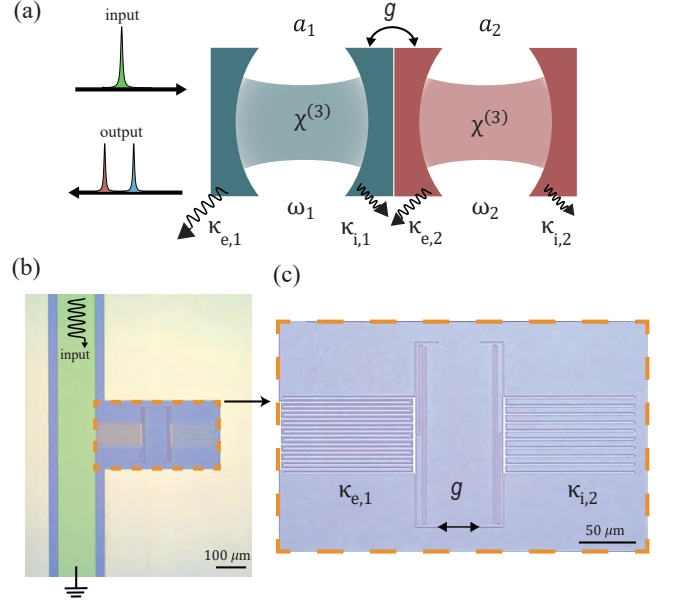 (a)
input
output
a₁
g
a₂
χ⁽³⁾
χ⁽³⁾
ω₁
ω₂
κe,1
κi,1
κe,2
κi,2
(b)
input
100 μm
(c)
κe,1
g
κi,2
50 μm